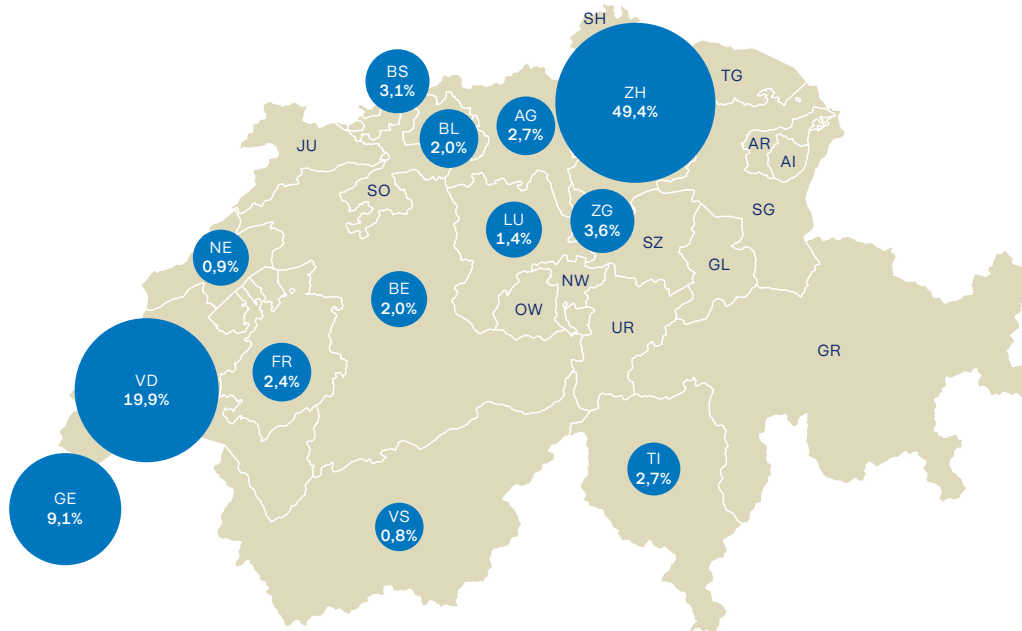 SH
BS
3,1%
TG
ZH
49,4%
AG
2,7%
BL
2,0%
JU
AR
AI
SO
SG
LU
1,4%
ZG
3,6%
SZ
NE
0,9%
GL
BE
2,0%
NW
OW
UR
GR
FR
2,4%
VD
19,9%
TI
2,7%
GE
9,1%
VS
0,8%